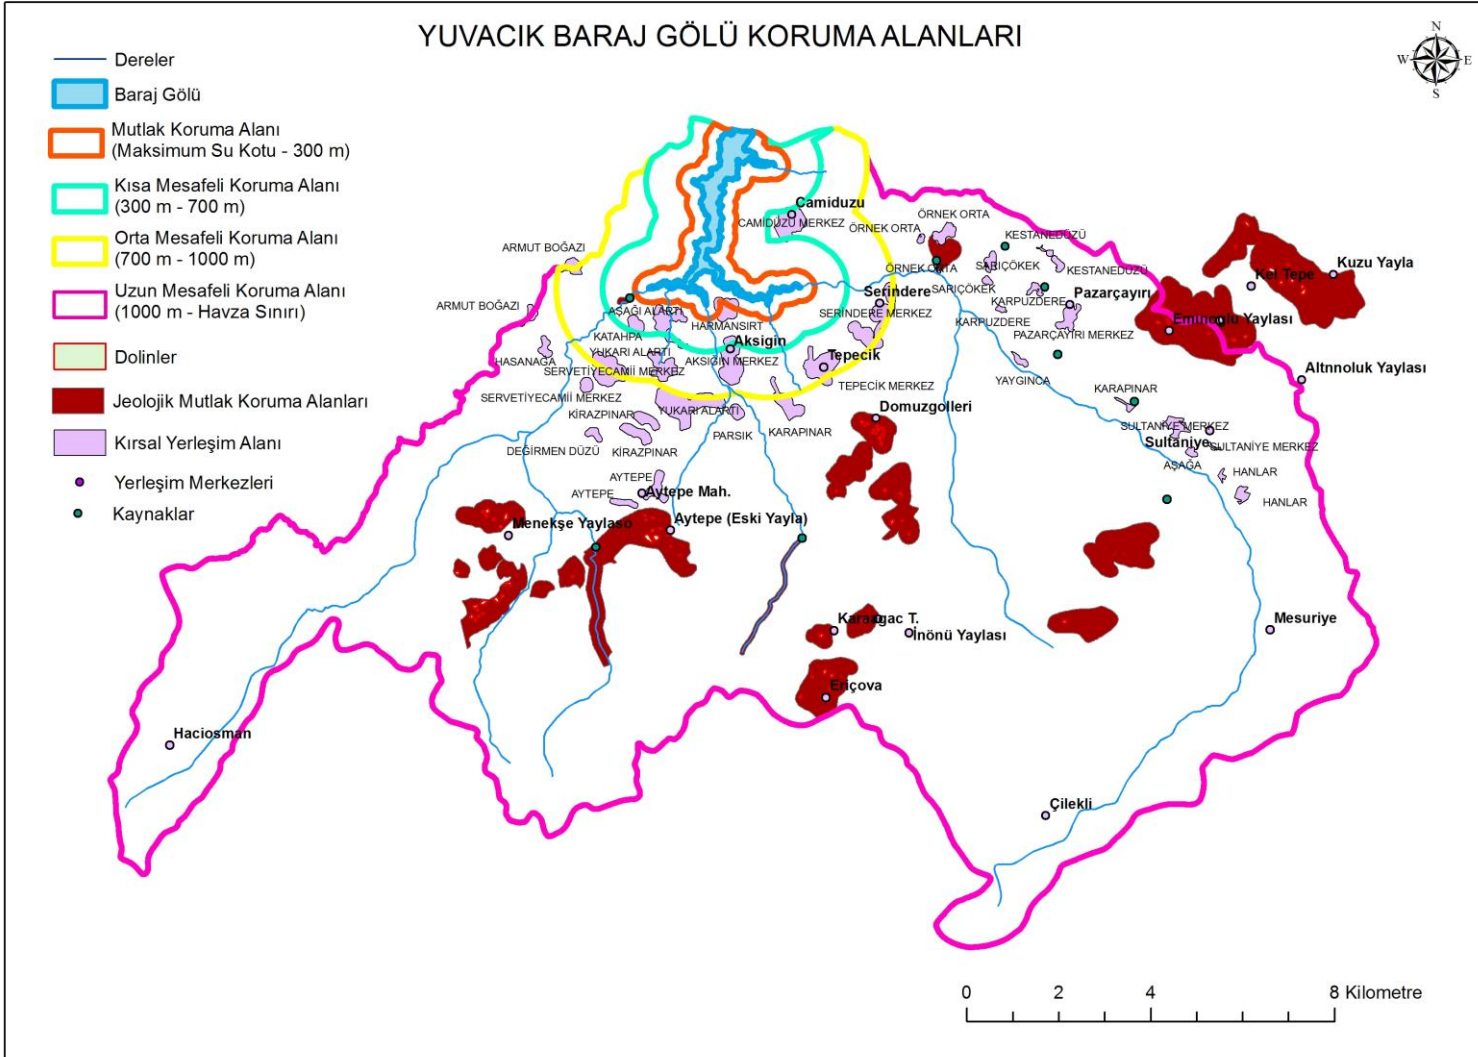 YUVACIK BARAJ GÖLÜ KORUMA ALANLARI
N
W E
S
Dereler
Baraj Gölü
Mutlak Koruma Alanı
(Maksimum Su Kotu - 300 m)
Kısa Mesafeli Koruma Alanı
(300 m - 700 m)
Orta Mesafeli Koruma Alanı
(700 m - 1000 m)
Uzun Mesafeli Koruma Alanı
(1000 m - Havza Sınırı)
Dolinler
Jeolojik Mutlak Koruma Alanları
Kırsal Yerleşim Alanı
Yerleşim Merkezleri
Kaynaklar
Camiduzu
CAMİDÜZÜ MERKEZ
ÖRNEK ORTA
ÖRNEK ORTA
KESTANEDÜZÜ
ARMUT BOĞAZI
ÖRNEK ORTA
SARIÇÖKEK
KESTANEDÜZÜ
Kuzu Yayla
Kel Tepe
SARIÇÖKEK
Serindere
Pazarçayırı
ARMUT BOĞAZI
AŞAĞI ALARTI
KARPUZDERE
SERİNDERE MERKEZ
KARPUZDERE
Eminoglu Yaylası
HARMANSIRT
KATAHPA
PAZARÇAYIRI MERKEZ
Aksigin
YUKARI ALARTI
Tepecik
HASANAGA
AKSIGIN MERKEZ
SERVETİYECAMİİ MERKEZ
Altnnoluk Yaylası
YAYGINCA
TEPECİK MERKEZ
KARAPINAR
SERVETİYECAMİİ MERKEZ
Domuzgolleri
KİRAZPINAR
YUKARI ALARTI
SULTANİYE MERKEZ
PARSIK
KARAPINAR
Sultaniye
SULTANİYE MERKEZ
DEĞİRMEN DÜZÜ
KİRAZPINAR
AŞAĞA
HANLAR
AYTEPE
AYTEPE
Aytepe Mah.
HANLAR
Menekşe Yaylaso
Aytepe (Eski Yayla)
Karaagac T.
İnönü Yaylası
Mesuriye
Eriçova
Haciosman
Çilekli
0 2 4 8 Kilometre